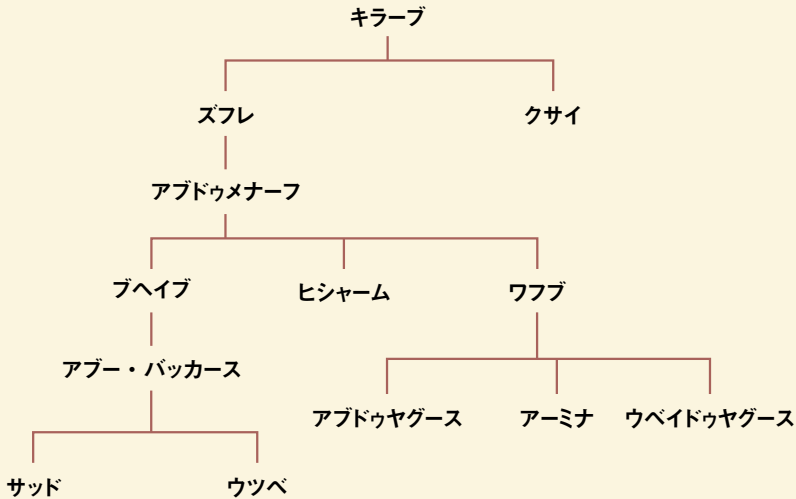 キラーブ
ズフレ
クサイ
アブドゥメナーフ
ブヘイブ
ヒシャーム
ワフブ
アブー・バッカース
アブドゥヤグース
アーミナ
ウベイドゥヤグース
サッド
ウツベ